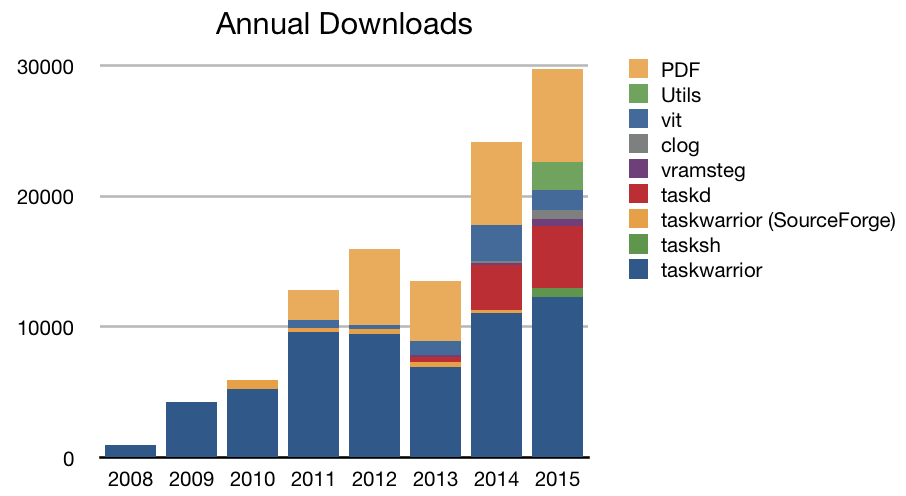 Annual Downloads
30000
20000
10000
0
2008 2009 2010 2011 2012 2013 2014 2015
PDF
Utils
vit
clog
vramsteg
taskd
taskwarrior (SourceForge)
tasksh
taskwarrior